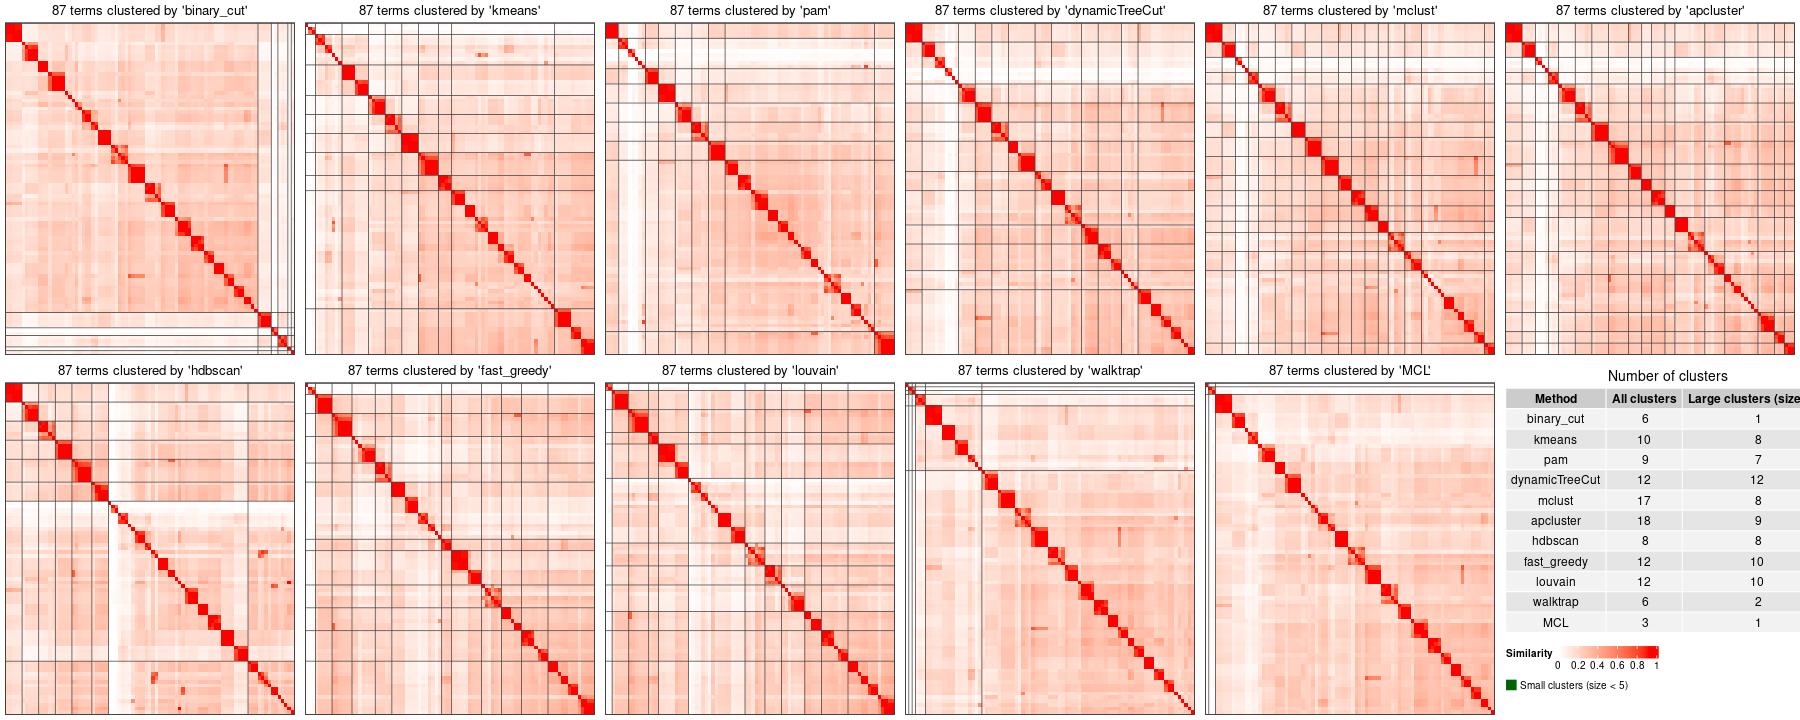 87 terms clustered by 'binary_cut'
87 terms clustered by 'kmeans'
87 terms clustered by 'pam'
87 terms clustered by 'dynamicTreeCut'
87 terms clustered by 'mclust'
87 terms clustered by 'apcluster'
87 terms clustered by 'hdbscan'
87 terms clustered by 'fast_greedy'
87 terms clustered by 'louvain'
87 terms clustered by 'walktrap'
87 terms clustered by 'MCL'
Number of clusters
Method All clusters Large clusters (size
binary_cut 6 1
kmeans 10 8
pam 9 7
dynamicTreeCut 12 12
mclust 17 8
apcluster 18 9
hdbscan 8 8
fast_greedy 12 10
louvain 12 10
walktrap 6 2
MCL 3 1
Similarity
0 0.2 0.4 0.6 0.8 1
Small clusters (size < 5)